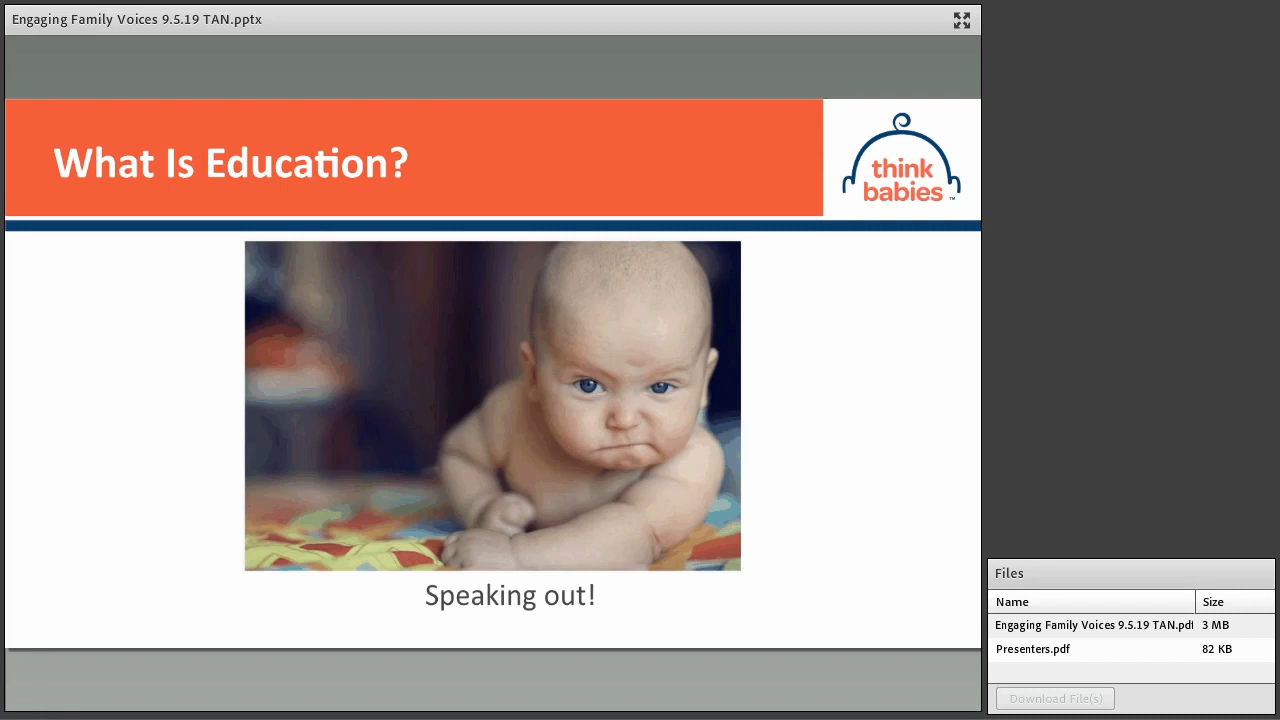 Engaging Family Voices 9.5.19 TAN.pptx
What Is Education?
think
babies ™
Speaking out!
Files
Name Size
Engaging Family Voices 9.5.19 TAN.pdf 3 MB
Presenters.pdf 82 KB
Download File(s)